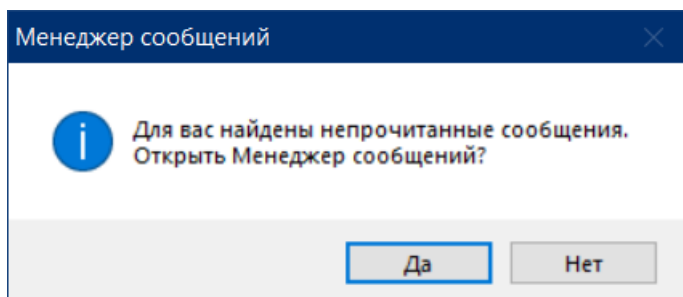 Менеджер сообщений
Для вас найдены непрочитанные сообщения.
Открыть Менеджер сообщений?
Да
Нет